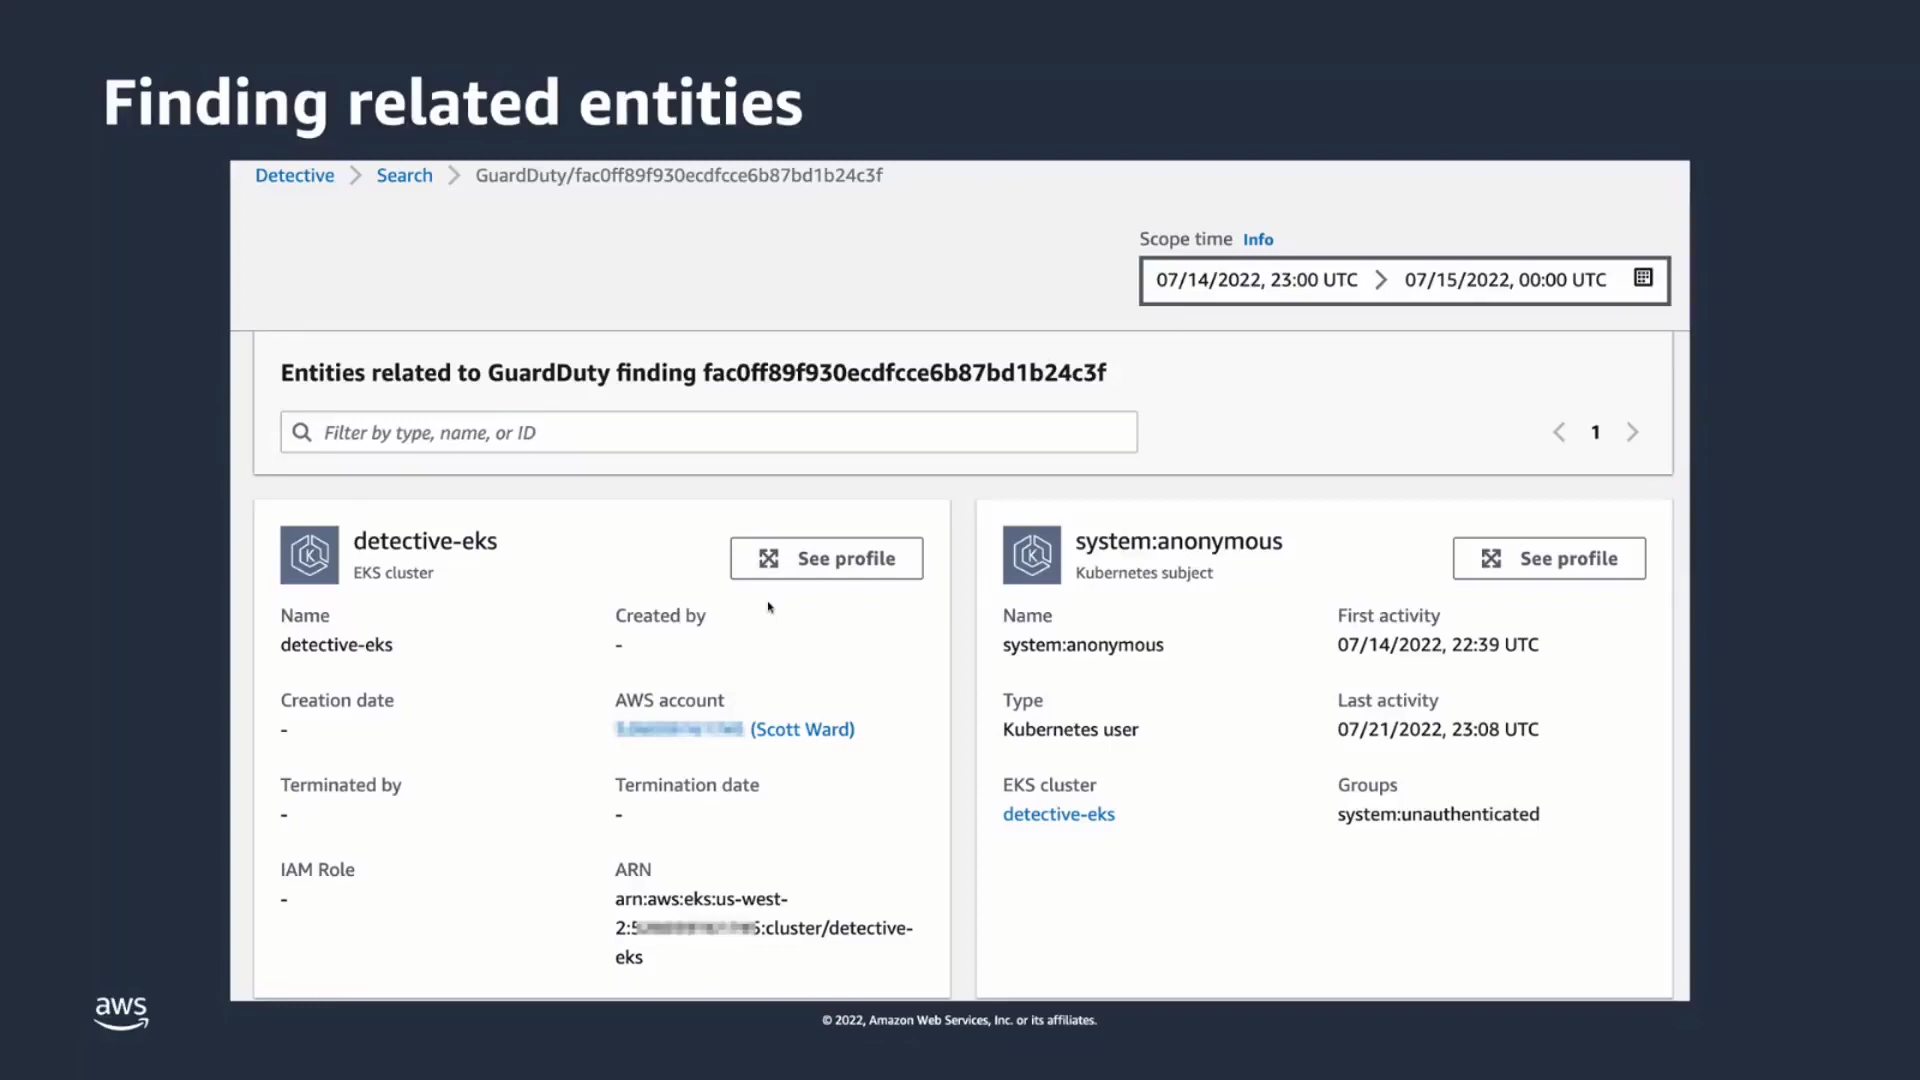 Finding related entities
Detective > Search > GuardDuty/fac0ff89f930ecdfcce6b87bd1b24c3f
Scope time Info
07/14/2022, 23:00 UTC > 07/15/2022, 00:00 UTC
Entities related to GuardDuty finding fac0ff89f930ecdfcce6b87bd1b24c3f
Filter by type, name, or ID
< 1 >
detective-eks
EKS cluster
See profile
Name
detective-eks
Created by
-
Creation date
-
AWS account
(Scott Ward)
Terminated by
-
Termination date
-
IAM Role
-
ARN
arn:aws:eks:us-west-
2:5 5:cluster/detective-
eks
system:anonymous
Kubernetes subject
See profile
Name
system:anonymous
First activity
07/14/2022, 22:39 UTC
Type
Kubernetes user
Last activity
07/21/2022, 23:08 UTC
EKS cluster
detective-eks
Groups
system:unauthenticated
aws
© 2022, Amazon Web Services, Inc. or its affiliates.